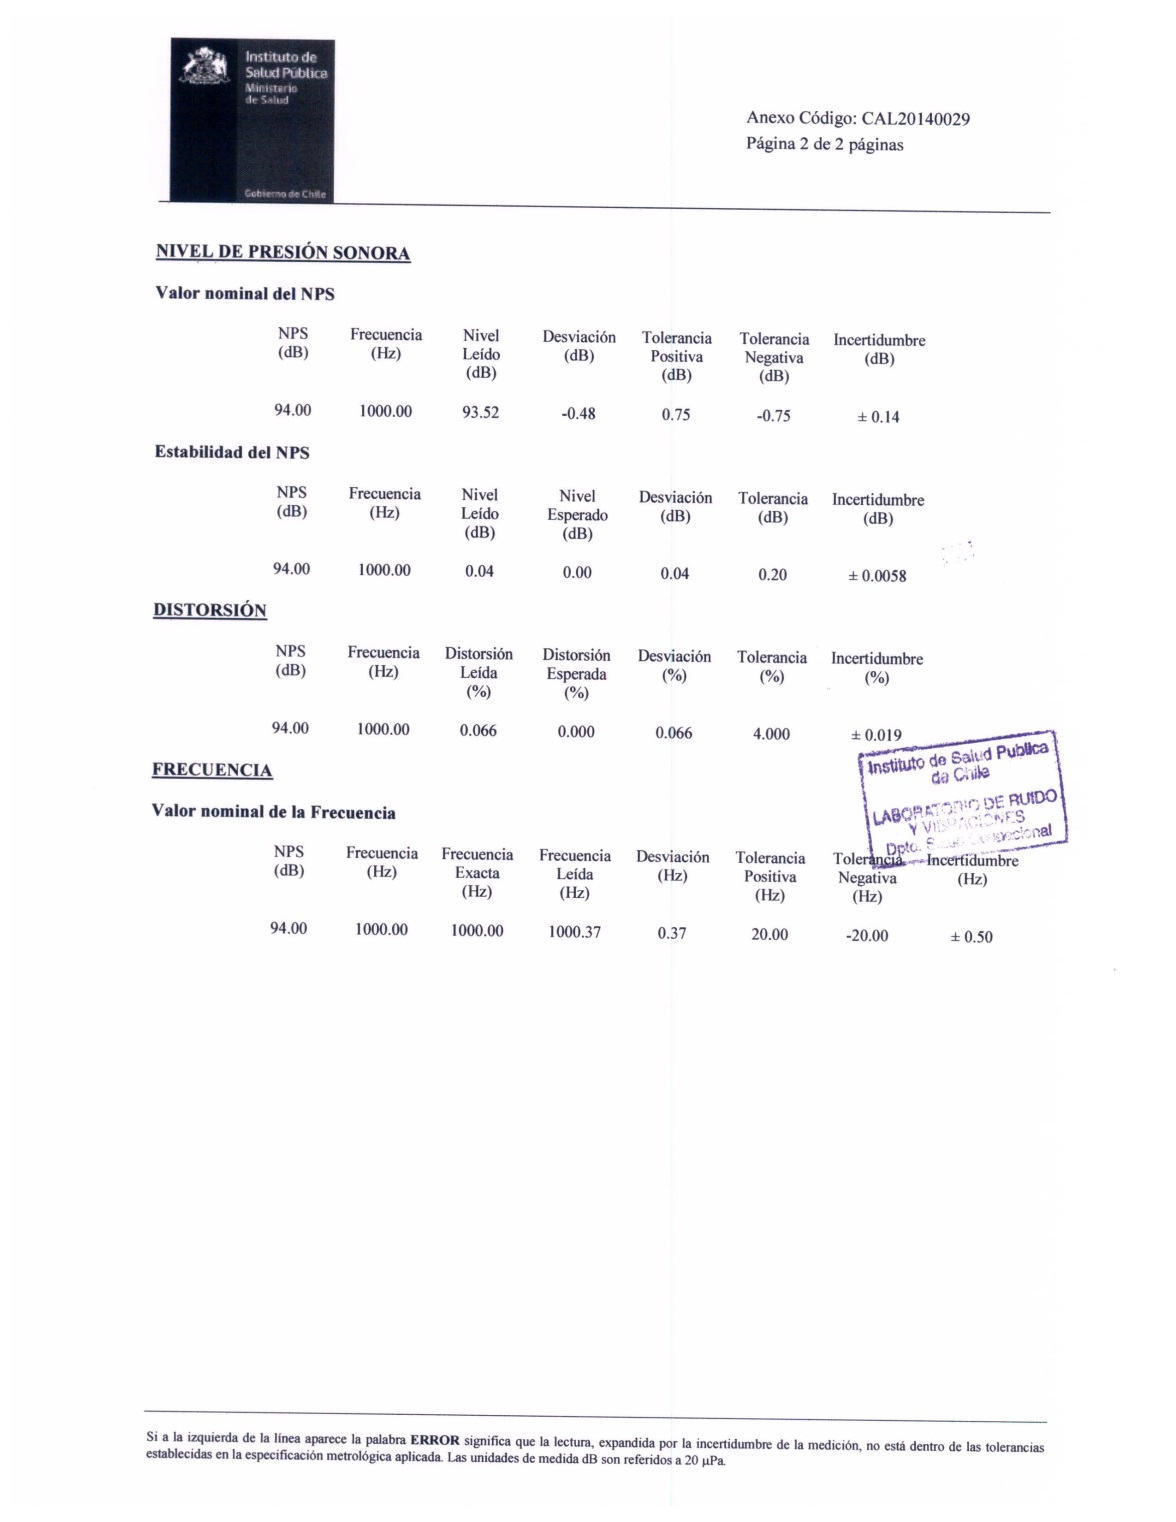 Instituto de
Salud Pública
Ministerio
de Salud
Gobierno de Chile
Anexo Código: CAL20140029
Página 2 de 2 páginas
NIVEL DE PRESIÓN SONORA
Valor nominal del NPS
NPS (dB) Frecuencia (Hz) Nivel Leído (dB) Desviación (dB) Tolerancia Positiva (dB) Tolerancia Negativa (dB) Incertidumbre (dB)
94.00 1000.00 93.52 -0.48 0.75 -0.75 ± 0.14
Estabilidad del NPS
NPS (dB) Frecuencia (Hz) Nivel Leído (dB) Nivel Esperado (dB) Desviación (dB) Tolerancia (dB) Incertidumbre (dB)
94.00 1000.00 0.04 0.00 0.04 0.20 ± 0.0058
DISTORSIÓN
NPS (dB) Frecuencia (Hz) Distorsión Leída (%) Distorsión Esperada (%) Desviación (%) Tolerancia (%) Incertidumbre (%)
94.00 1000.00 0.066 0.000 0.066 4.000 ± 0.019
Instituto de Salud Publica
de Chile
LABORATORIO DE RUIDO
Y VIBRACIONES
Dpto. Salud Ocupacional
FRECUENCIA
Valor nominal de la Frecuencia
NPS (dB) Frecuencia (Hz) Frecuencia Exacta (Hz) Frecuencia Leída (Hz) Desviación (Hz) Tolerancia Positiva (Hz) Tolerancia Negativa (Hz) Incertidumbre (Hz)
94.00 1000.00 1000.00 1000.37 0.37 20.00 -20.00 ± 0.50
Si a la izquierda de la línea aparece la palabra ERROR significa que la lectura, expandida por la incertidumbre de la medición, no está dentro de las tolerancias
establecidas en la especificación metrológica aplicada. Las unidades de medida dB son referidos a 20 µPa.